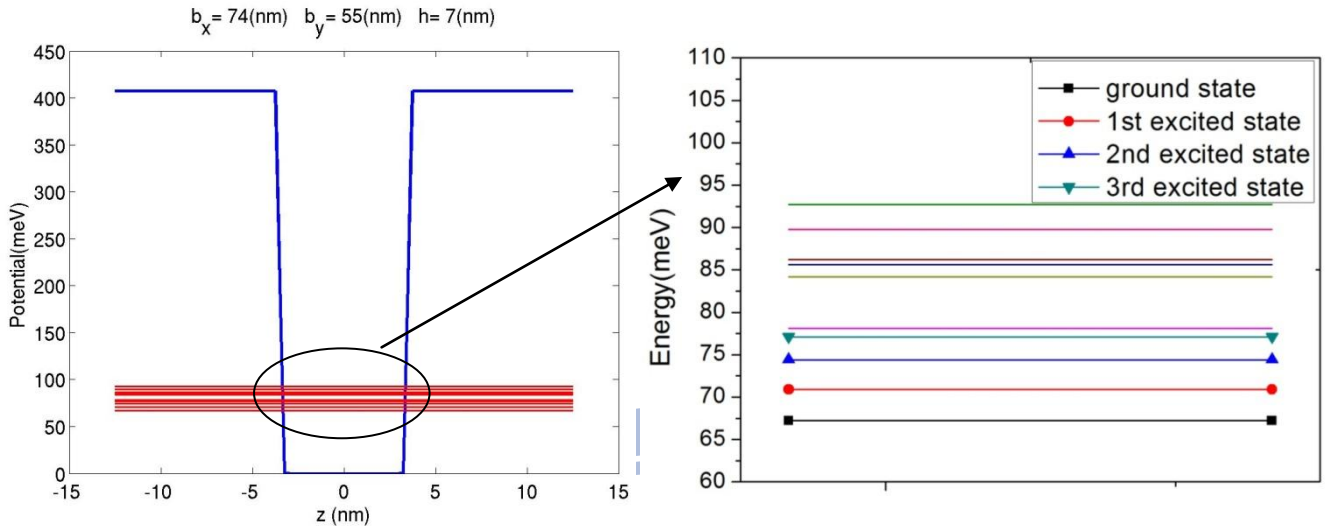 b_x= 74(nm) b_y= 55(nm) h= 7(nm)
450
400
350
300
250
200
150
100
50
0
Potential(meV)
-15 -10 -5 0 5 10 15
z (nm)
110
105
100
95
90
85
80
75
70
65
60
Energy(meV)
ground state
1st excited state
2nd excited state
3rd excited state